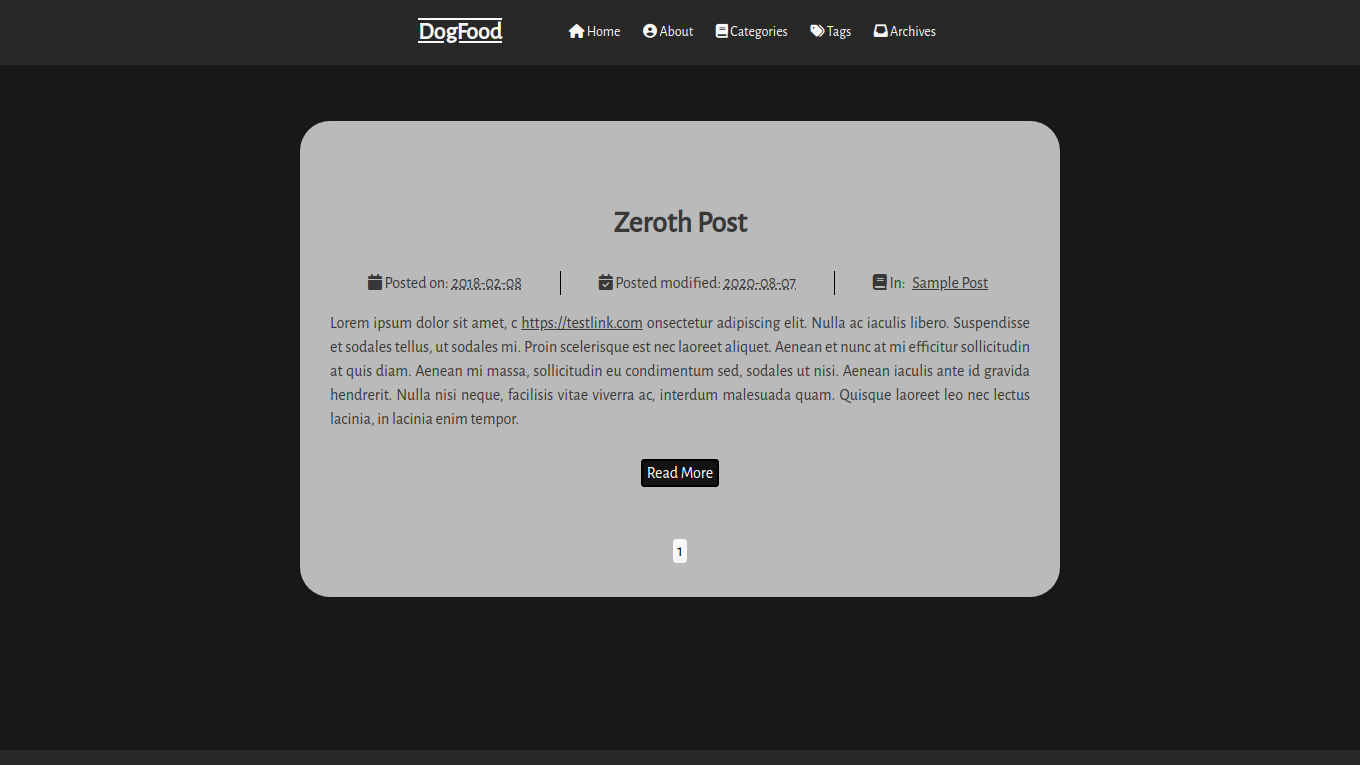 DogFood Home About Categories Tags Archives
Zeroth Post
Posted on: 2018-02-08 Posted modified: 2020-08-07 In: Sample Post
Lorem ipsum dolor sit amet, c https://testlink.com onsectetur adipiscing elit. Nulla ac iaculis libero. Suspendisse
et sodales tellus, ut sodales mi. Proin scelerisque est nec laoreet aliquet. Aenean et nunc at mi efficitur sollicitudin
at quis diam. Aenean mi massa, sollicitudin eu condimentum sed, sodales ut nisi. Aenean iaculis ante id gravida
hendrerit. Nulla nisi neque, facilisis vitae viverra ac, interdum malesuada quam. Quisque laoreet leo nec lectus
lacinia, in lacinia enim tempor.
Read More
1